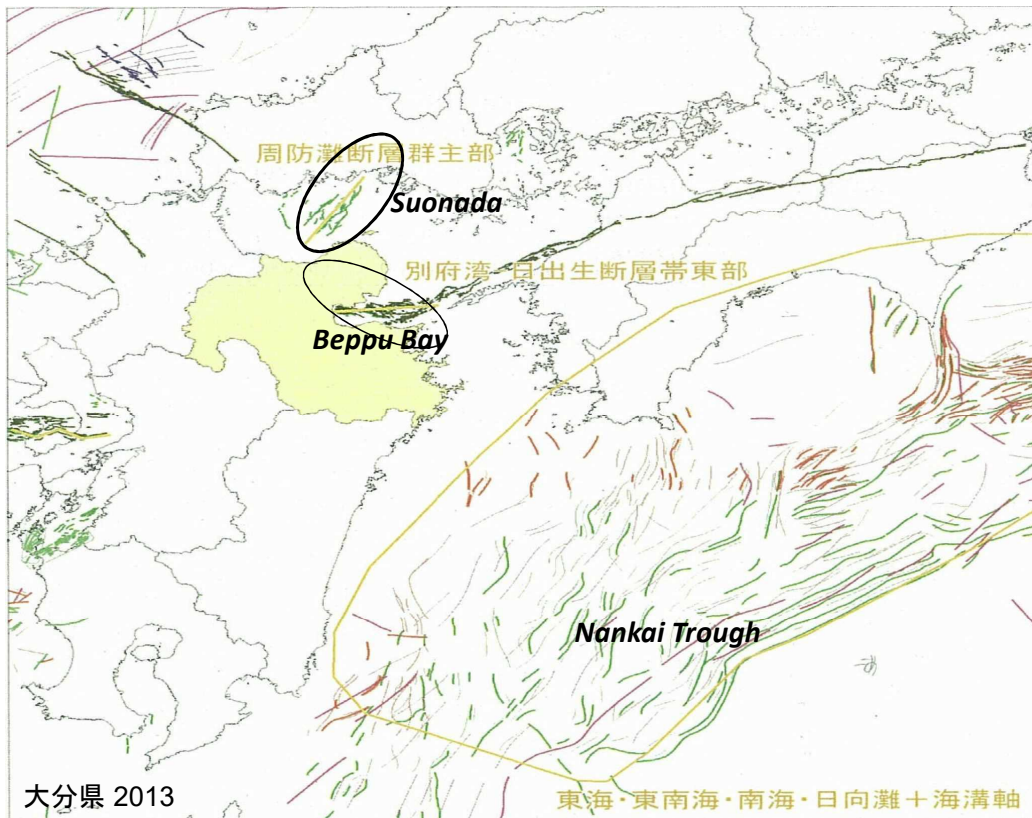 周防灘断層群主部
Suonada
別府湾・日出生断層帯東部
Beppu Bay
Nankai Trough
大分県 2013
東海・東南海・南海・日向灘＋海溝軸